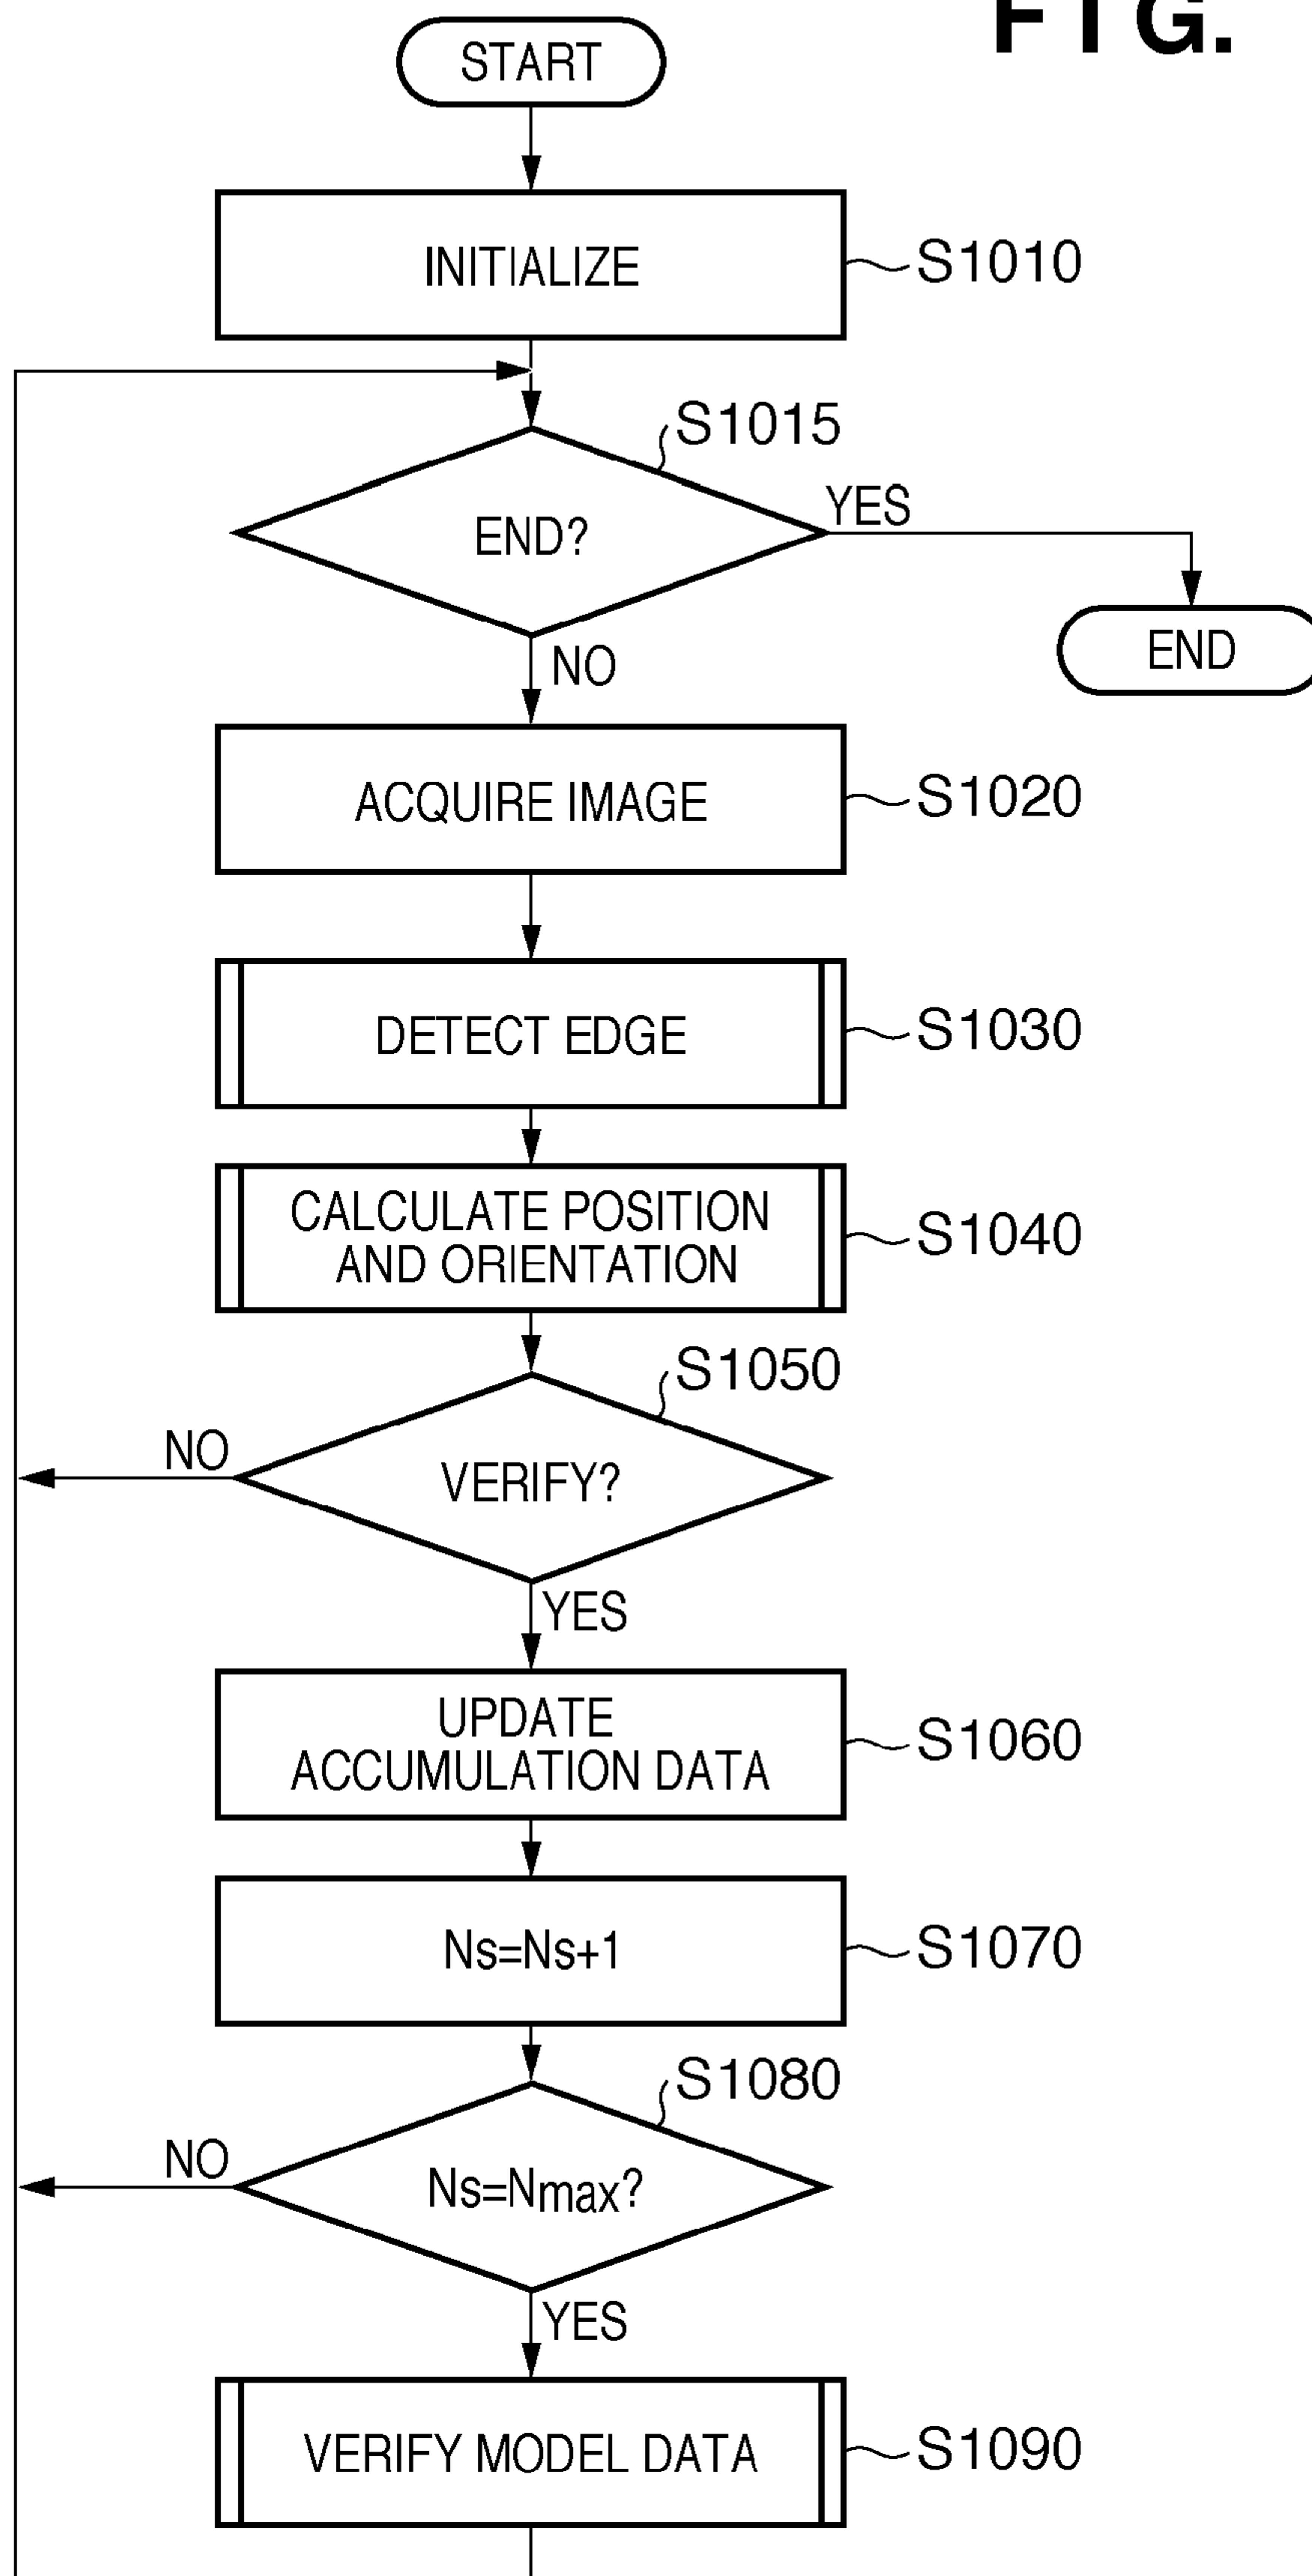 FIG.
START
INITIALIZE
S1010
S1015
END?
YES
END
NO
ACQUIRE IMAGE
S1020
DETECT EDGE
S1030
CALCULATE POSITION
AND ORIENTATION
S1040
S1050
NO
VERIFY?
YES
UPDATE
ACCUMULATION DATA
S1060
Ns=Ns+1
S1070
S1080
NO
Ns=Nmax?
YES
VERIFY MODEL DATA
S1090